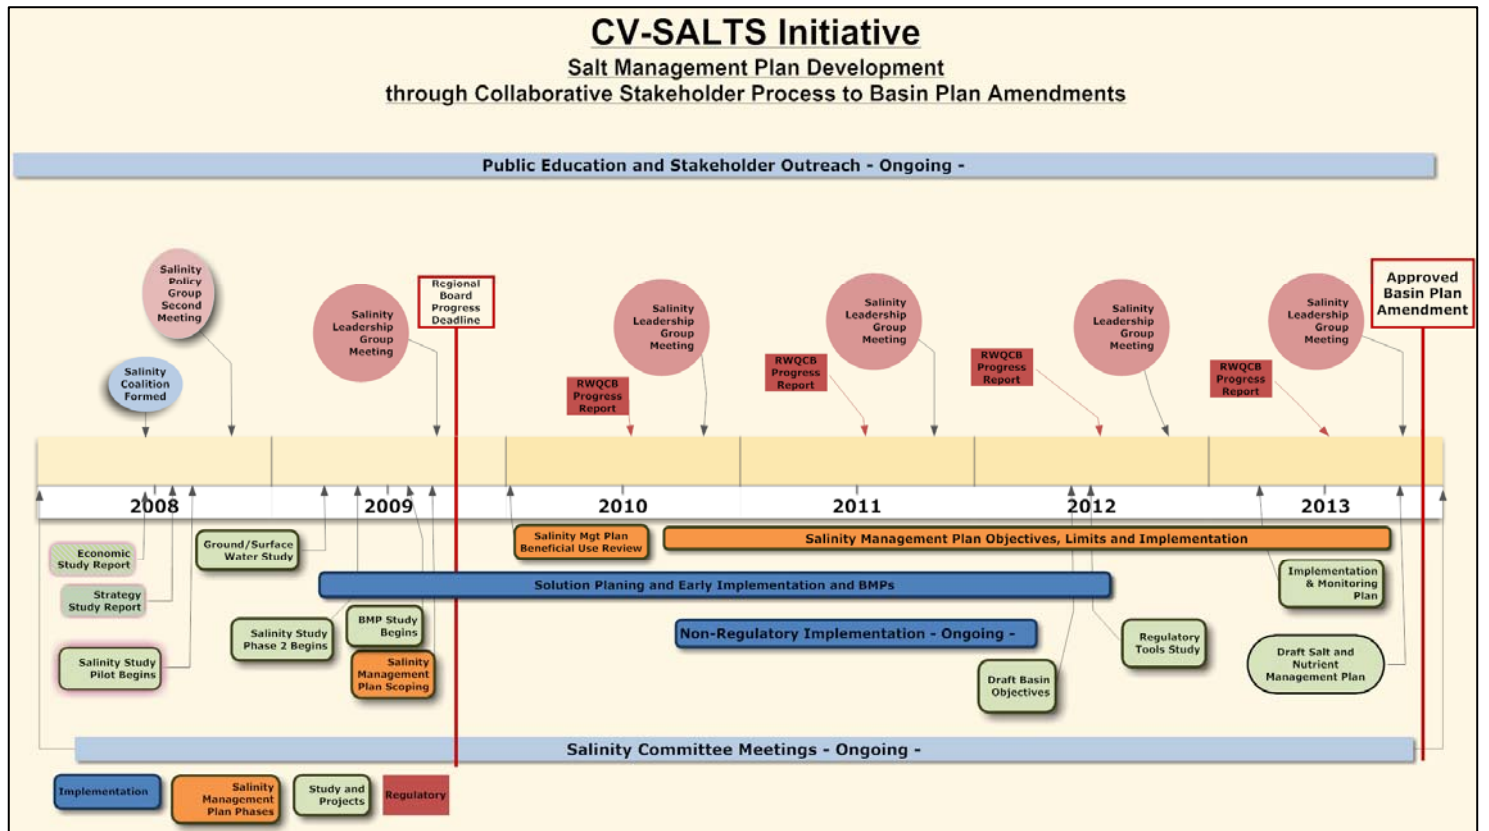 CV-SALTS Initiative
Salt Management Plan Development
through Collaborative Stakeholder Process to Basin Plan Amendments
Public Education and Stakeholder Outreach - Ongoing -
Salinity
Policy
Group
Second
Meeting
Salinity
Coalition
Formed
Salinity
Leadership
Group
Meeting
Regional
Board
Progress
Deadline
RWQCB
Progress
Report
Salinity
Leadership
Group
Meeting
RWQCB
Progress
Report
Salinity
Leadership
Group
Meeting
RWQCB
Progress
Report
Salinity
Leadership
Group
Meeting
RWQCB
Progress
Report
Salinity
Leadership
Group
Meeting
Approved
Basin Plan
Amendment
2008
2009
2010
2011
2012
2013
Economic
Study Report
Strategy
Study Report
Salinity Study
Pilot Begins
Ground/Surface
Water Study
Salinity Study
Phase 2 Begins
BMP Study
Begins
Salinity
Management
Plan Scoping
Salinity Mgt Plan
Beneficial Use Review
Salinity Management Plan Objectives, Limits and Implementation
Solution Planing and Early Implementation and BMPs
Non-Regulatory Implementation - Ongoing -
Draft Basin
Objectives
Regulatory
Tools Study
Implementation
& Monitoring
Plan
Draft Salt and
Nutrient
Management Plan
Salinity Committee Meetings - Ongoing -
Implementation
Salinity
Management
Plan Phases
Study and
Projects
Regulatory